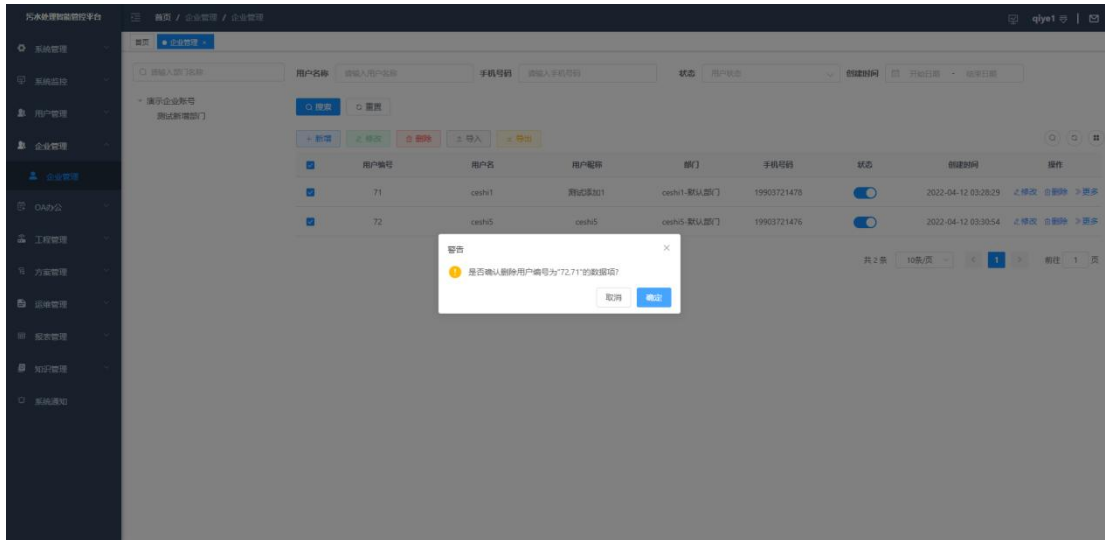 污水处理智能管控平台
首页 / 企业管理 / 企业管理
qiye1
首页 企业管理 ×
系统管理
系统监控
用户管理
企业管理
企业管理
OA办公
工程管理
方案管理
运维管理
报表管理
知识管理
系统通知
请输入部门名称
演示企业账号
测试新增部门
用户名称 请输入用户名称 手机号码 请输入手机号码 状态 用户状态 创建时间 开始日期 - 结束日期
搜索 重置
+ 新增 修改 删除 导入 导出
用户编号 用户名 用户昵称 部门 手机号码 状态 创建时间 操作
71 ceshi1 测试添加1 ceshi1-默认部门 19903721478 2022-04-12 03:28:29 修改 删除 更多
72 ceshi5 ceshi5 ceshi5-默认部门 19903721476 2022-04-12 03:30:54 修改 删除 更多
共 2 条 10条/页 < 1 > 前往 1 页
警告 ×
是否确认删除用户编号为"72,71"的数据项?
取消 确定